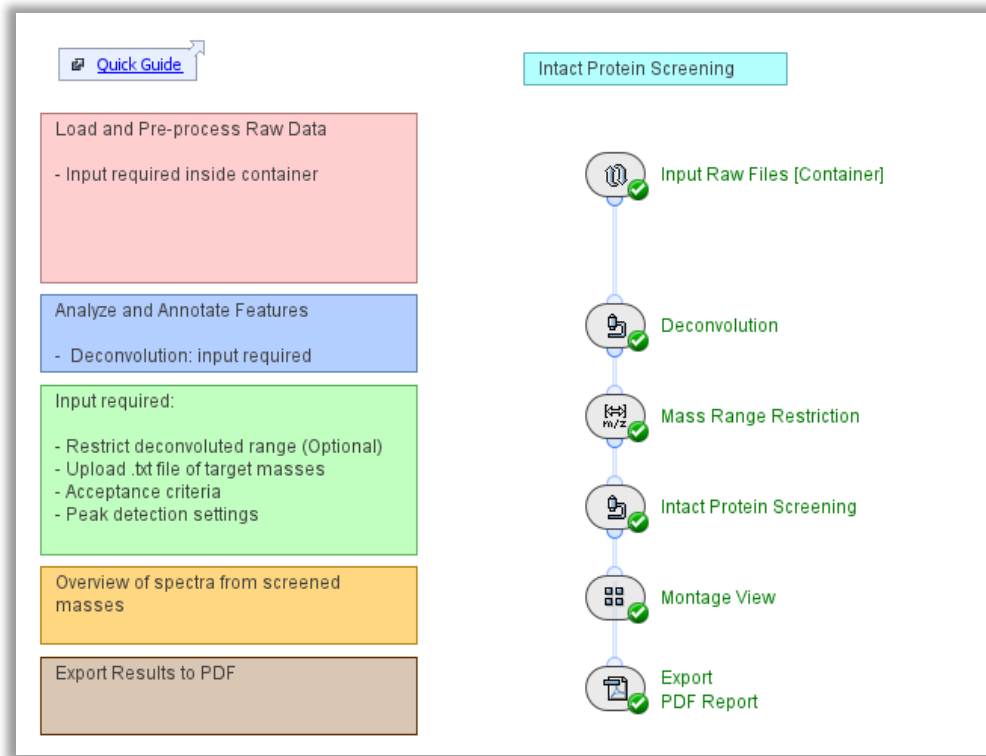 Quick Guide
Intact Protein Screening
Load and Pre-process Raw Data
- Input required inside container
Analyze and Annotate Features
- Deconvolution: input required
Input required:
- Restrict deconvoluted range (Optional)
- Upload .txt file of target masses
- Acceptance criteria
- Peak detection settings
Overview of spectra from screened
masses
Export Results to PDF
Input Raw Files [Container]
Deconvolution
m/z
Mass Range Restriction
Intact Protein Screening
Montage View
Export
PDF Report